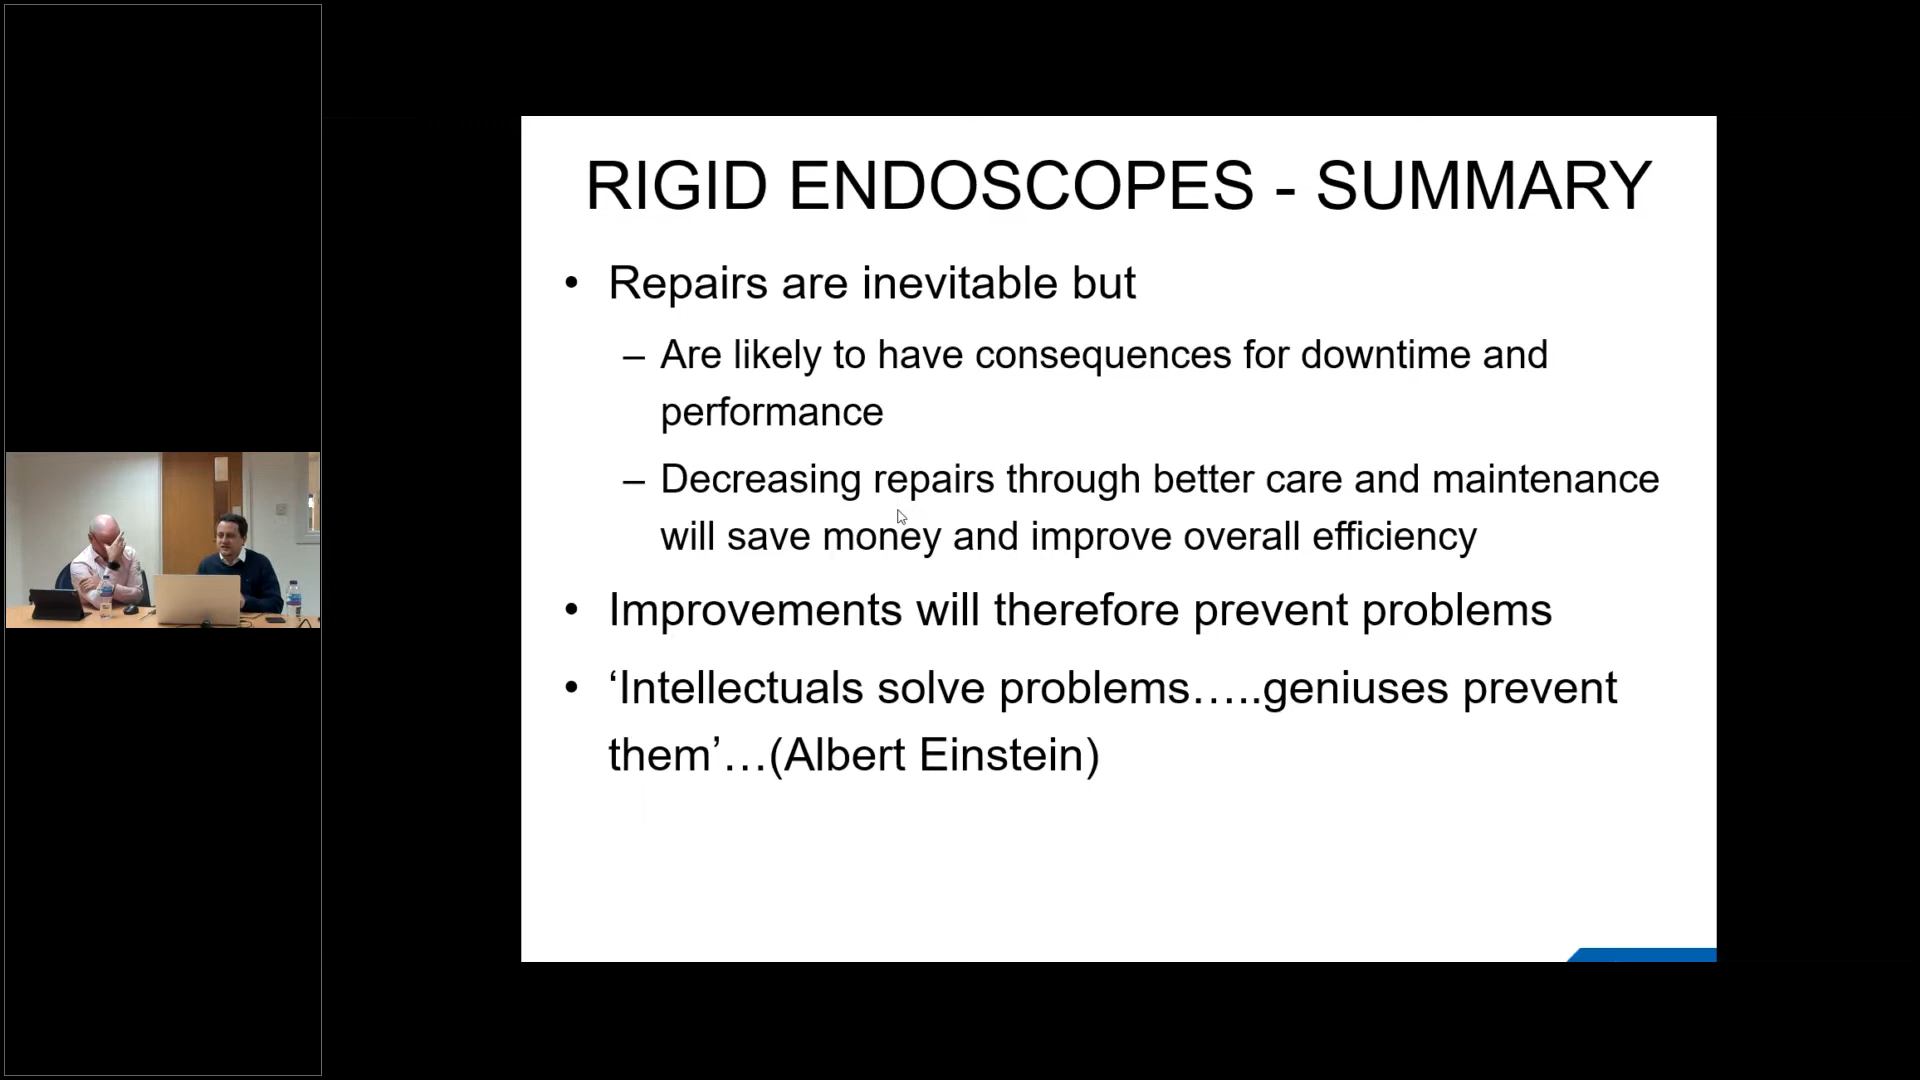 RIGID ENDOSCOPES - SUMMARY
• Repairs are inevitable but
– Are likely to have consequences for downtime and
performance
– Decreasing repairs through better care and maintenance
will save money and improve overall efficiency
• Improvements will therefore prevent problems
• ‘Intellectuals solve problems…..geniuses prevent
them’…(Albert Einstein)